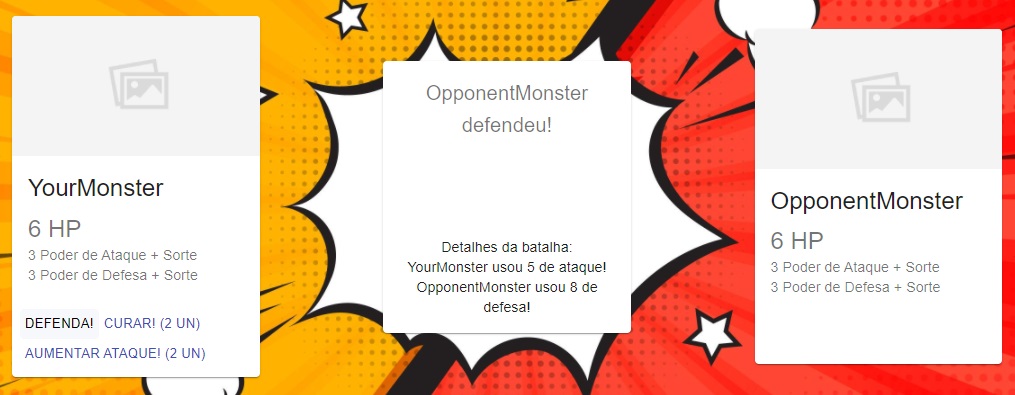 YourMonster
6 HP
3 Poder de Ataque + Sorte
3 Poder de Defesa + Sorte
DEFENDA! CURAR! (2 UN)
AUMENTAR ATAQUE! (2 UN)
OpponentMonster
defendeu!
Detalhes da batalha:
YourMonster usou 5 de ataque!
OpponentMonster usou 8 de
defesa!
OpponentMonster
6 HP
3 Poder de Ataque + Sorte
3 Poder de Defesa + Sorte